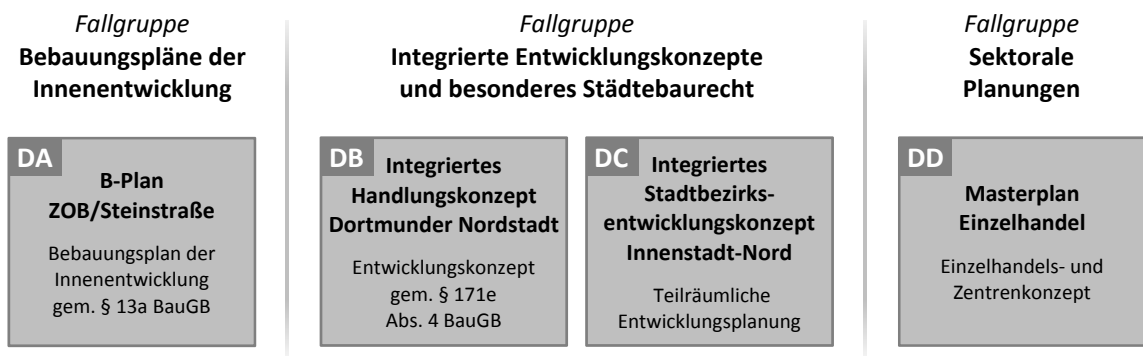 Fallgruppe
Bebauungspläne der
Innenentwicklung
Fallgruppe
Integrierte Entwicklungskonzepte
und besonderes Städtebaurecht
Fallgruppe
Sektorale
Planungen
DA
B-Plan
ZOB/Steinstraße
Bebauungsplan der
Innenentwicklung
gem. § 13a BauGB
DB
Integriertes
Handlungskonzept
Dortmunder Nordstadt
Entwicklungskonzept
gem. § 171e
Abs. 4 BauGB
DC
Integriertes
Stadtbezirks-
entwicklungskonzept
Innenstadt-Nord
Teilräumliche
Entwicklungsplanung
DD
Masterplan
Einzelhandel
Einzelhandels- und
Zentrenkonzept